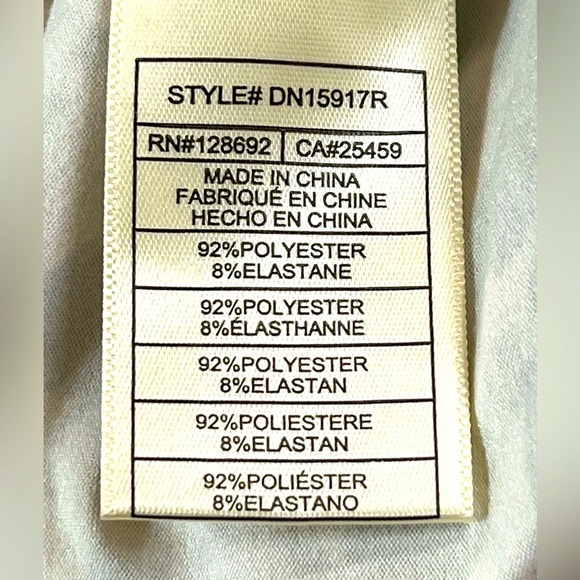 STYLE# DN15917R
RN#128692 CA#25459
MADE IN CHINA
FABRIQUÉ EN CHINE
HECHO EN CHINA
92%POLYESTER
8%ELASTANE
92%POLYESTER
8%ÉLASTHANNE
92%POLYESTER
8%ELASTAN
92%POLIESTERE
8%ELASTAN
92%POLIÉSTER
8%ELASTANO